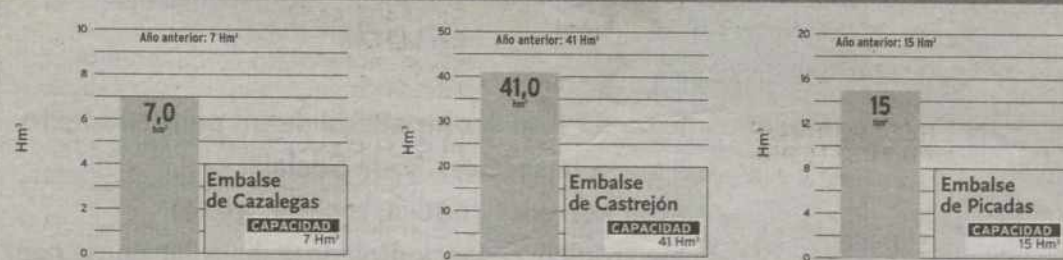 10
Año anterior: 7 Hm³
8
7,0
hm³
6
Hm³
4
Embalse
de Cazalegas
2
CAPACIDAD
7 Hm³
0
50
Año anterior: 41 Hm³
40
41,0
hm³
30
Hm³
20
Embalse
de Castrejón
10
CAPACIDAD
41 Hm³
0
20
Año anterior: 15 Hm³
16
15
hm³
12
Hm³
8
Embalse
de Picadas
4
CAPACIDAD
15 Hm³
0